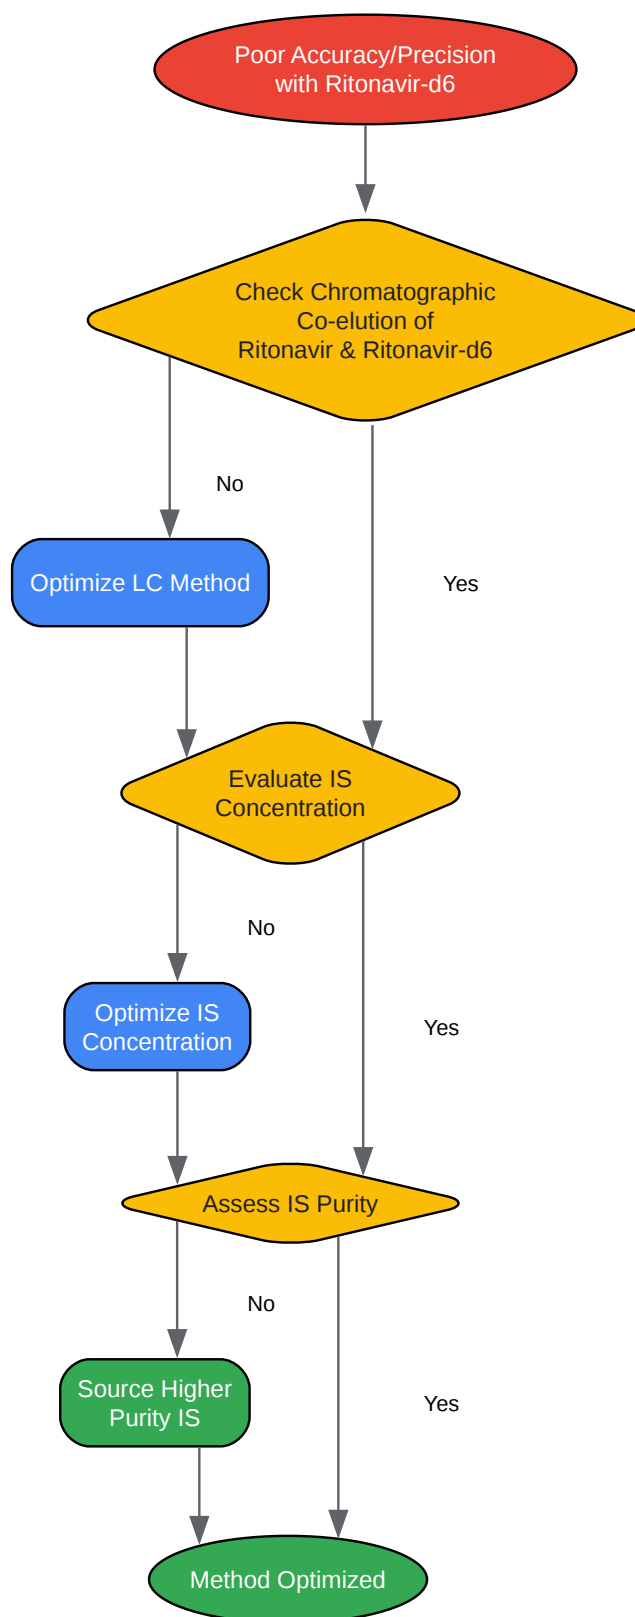 Poor Accuracy/Precision
with Ritonavir-d6
Check Chromatographic
Co-elution of
Ritonavir & Ritonavir-d6
No
Optimize LC Method
Yes
Evaluate IS
Concentration
No
Optimize IS
Concentration
Yes
Assess IS Purity
No
Source Higher
Purity IS
Yes
Method Optimized